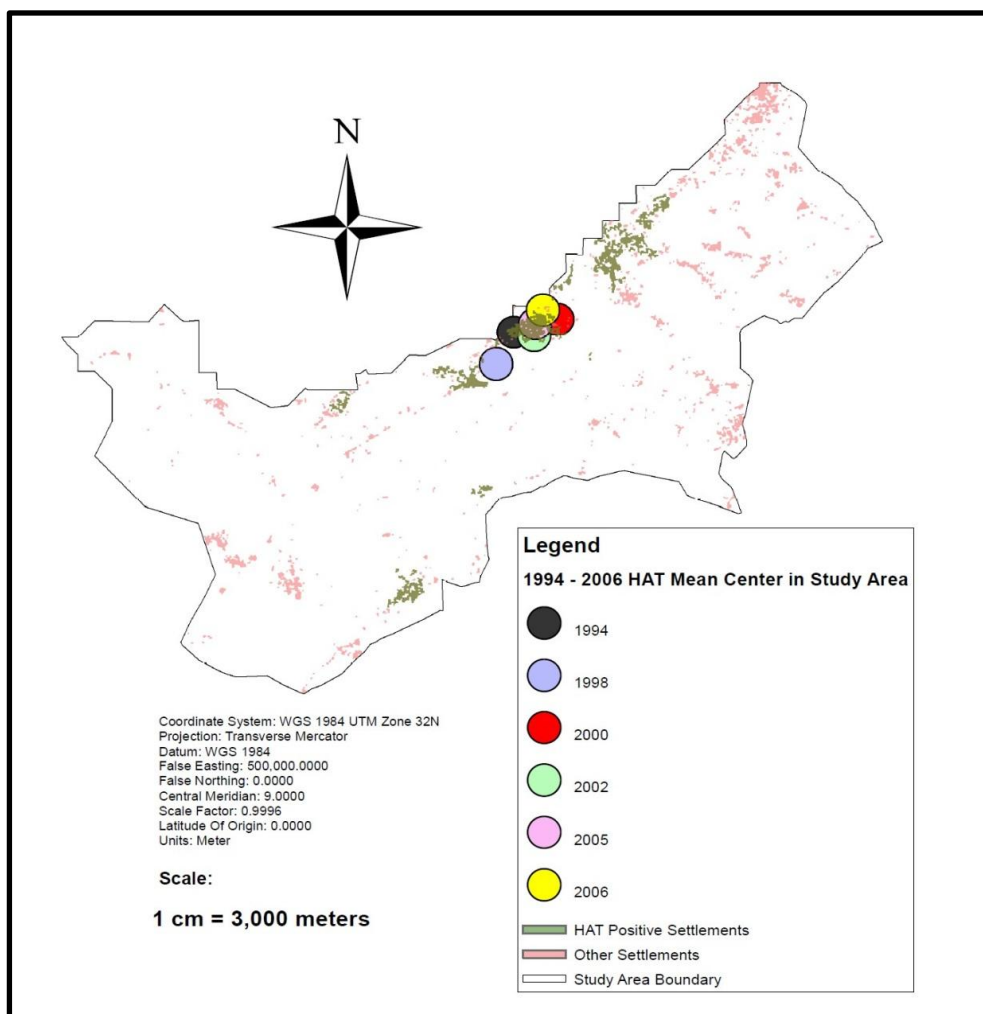 N
Legend
1994 - 2006 HAT Mean Center in Study Area
1994
1998
2000
2002
2005
2006
HAT Positive Settlements
Other Settlements
Study Area Boundary
Coordinate System: WGS 1984 UTM Zone 32N
Projection: Transverse Mercator
Datum: WGS 1984
False Easting: 500,000.0000
False Northing: 0.0000
Central Meridian: 9.0000
Scale Factor: 0.9996
Latitude Of Origin: 0.0000
Units: Meter
Scale:
1 cm = 3,000 meters